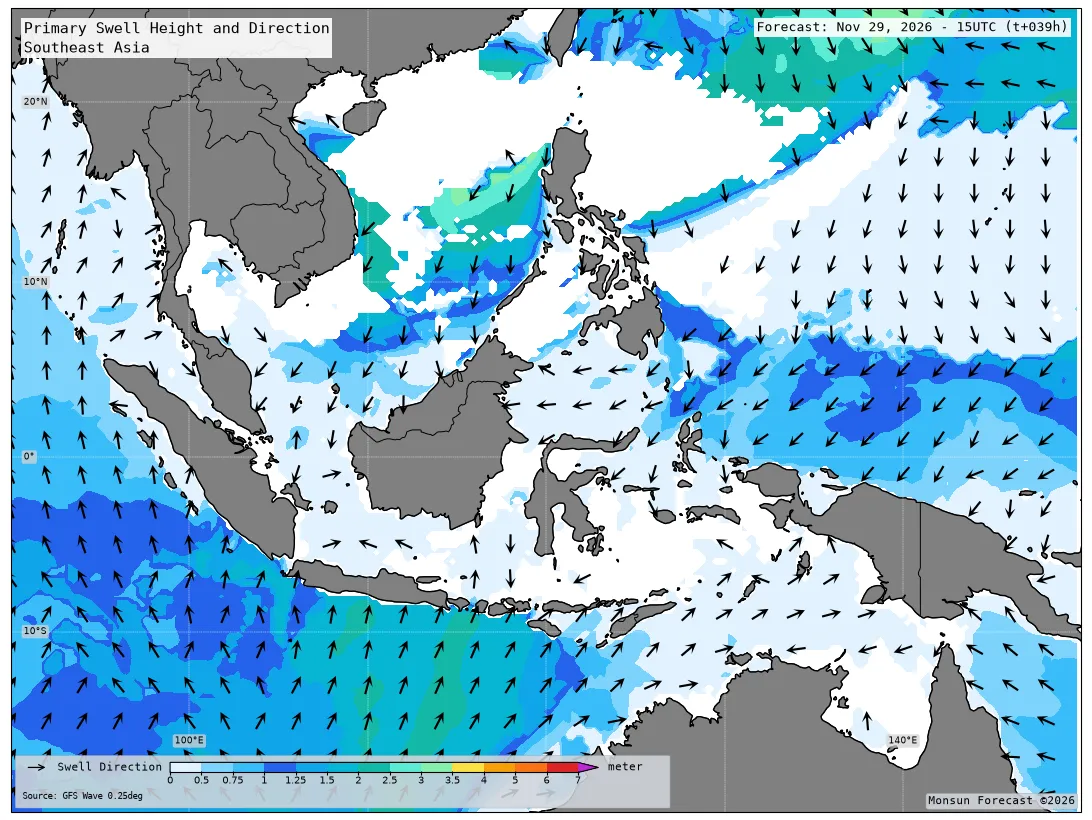 Primary Swell Height and Direction
Southeast Asia
Forecast: Nov 29, 2026 - 15UTC (t+039h)
20°N
10°N
0°
10°S
100°E
140°E
Swell Direction
0 0.5 0.75 1 1.25 1.5 2 2.5 3 3.5 4 5 6 7
meter
Source: GFS Wave 0.25deg
Monsun Forecast ©2026